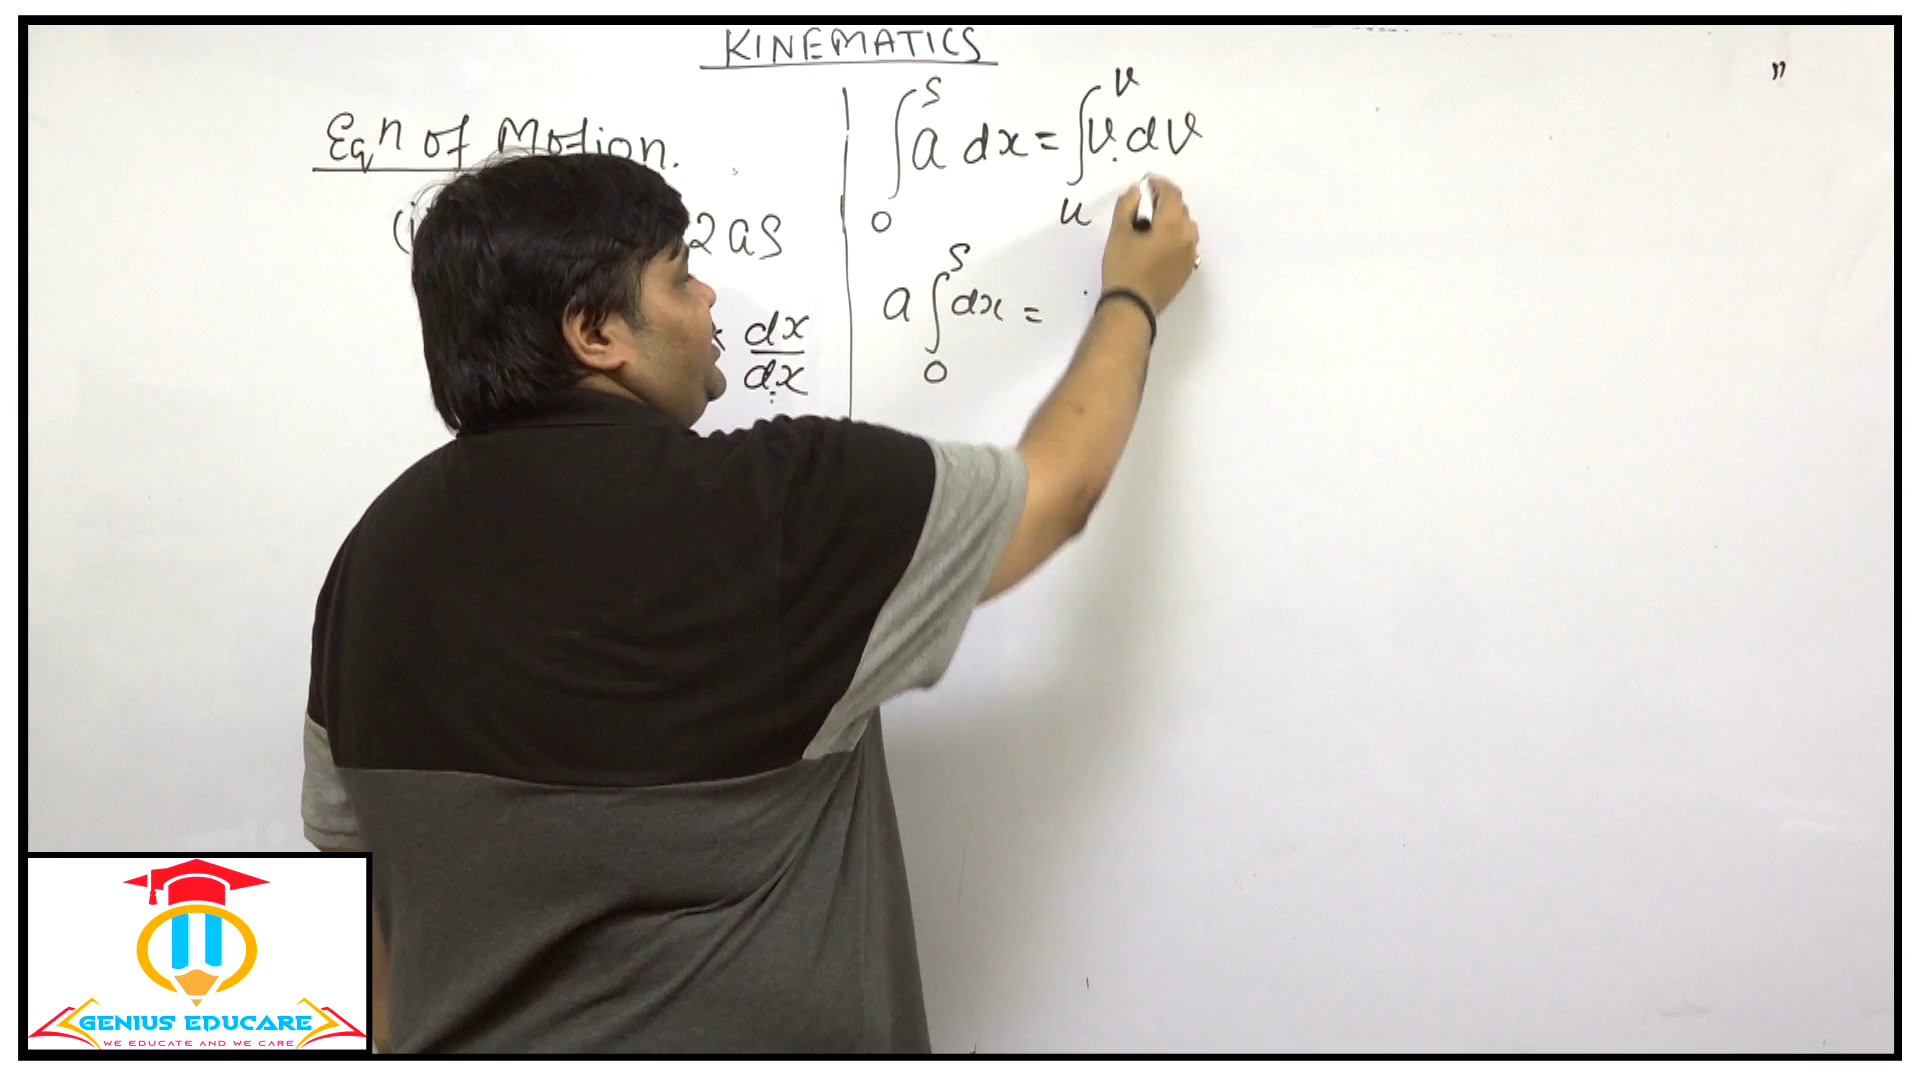 KINEMATICS
Eqn of Motion.
(i 2as
dx
dx
∫₀ˢ a dx = ∫ᵤᵛ v.dv
a ∫₀ˢ dx =
GENIUS EDUCARE
WE EDUCATE AND WE CARE